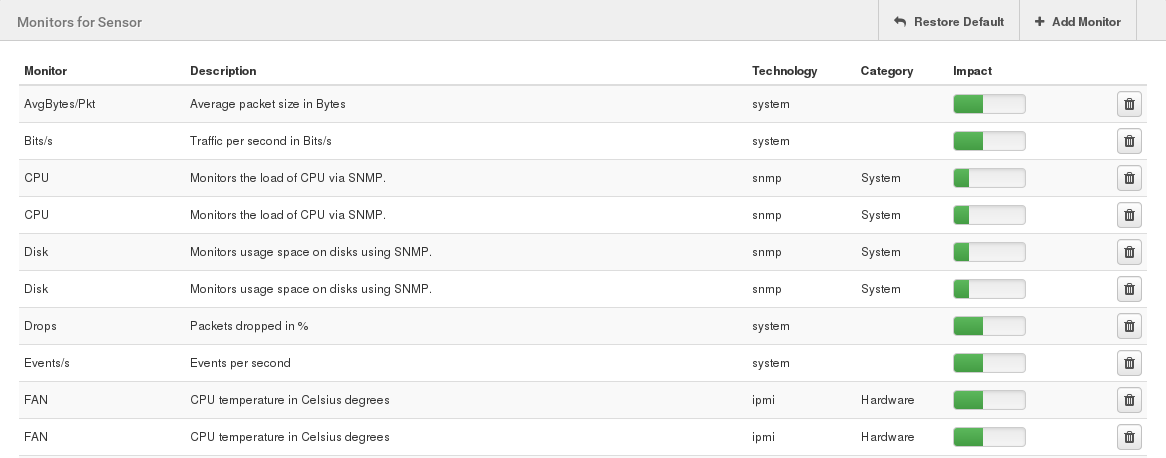 Monitors for Sensor Restore Default Add Monitor
Monitor Description Technology Category Impact
AvgBytes/Pkt Average packet size in Bytes system
Bits/s Traffic per second in Bits/s system
CPU Monitors the load of CPU via SNMP. snmp System
CPU Monitors the load of CPU via SNMP. snmp System
Disk Monitors usage space on disks using SNMP. snmp System
Disk Monitors usage space on disks using SNMP. snmp System
Drops Packets dropped in % system
Events/s Events per second system
FAN CPU temperature in Celsius degrees ipmi Hardware
FAN CPU temperature in Celsius degrees ipmi Hardware